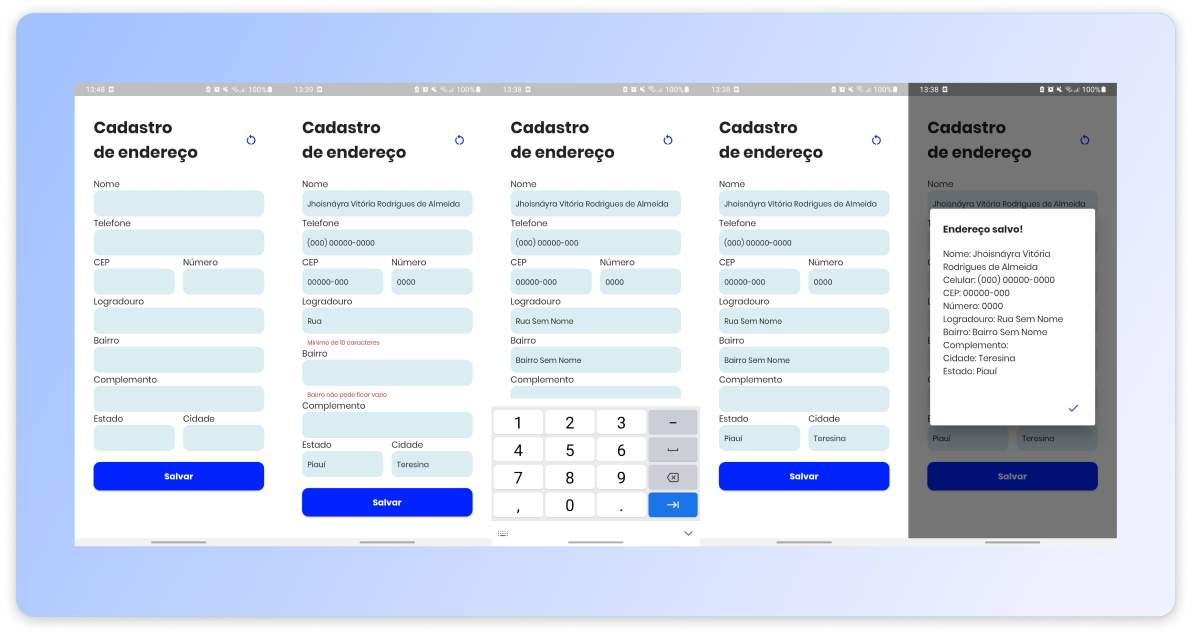 13:48
100%
Cadastro
de endereço
Nome
Telefone
CEP Número
Logradouro
Bairro
Complemento
Estado Cidade
Salvar
13:39
100%
Cadastro
de endereço
Nome
Jhoisnáyra Vitória Rodrigues de Almeida
Telefone
(000) 00000-0000
CEP Número
00000-000 0000
Logradouro
Rua
Mínimo de 10 caracteres
Bairro
Bairro não pode ficar vazio
Complemento
Estado Cidade
Piauí Teresina
Salvar
13:38
100%
Cadastro
de endereço
Nome
Jhoisnáyra Vitória Rodrigues de Almeida
Telefone
(000) 00000-000
CEP Número
00000-000 0000
Logradouro
Rua Sem Nome
Bairro
Bairro Sem Nome
Complemento
1 2 3 -
4 5 6
7 8 9
, 0 .
13:38
100%
Cadastro
de endereço
Nome
Jhoisnáyra Vitória Rodrigues de Almeida
Telefone
(000) 00000-0000
CEP Número
00000-000 0000
Logradouro
Rua Sem Nome
Bairro
Bairro Sem Nome
Complemento
Estado Cidade
Piauí Teresina
Salvar
13:38
100%
Cadastro
de endereço
Nome
Jhoisnáyra Vitória Rodrigues de Almeida
Endereço salvo!
Nome: Jhoisnáyra Vitória
Rodrigues de Almeida
Celular: (000) 00000-0000
CEP: 00000-000
Número: 0000
Logradouro: Rua Sem Nome
Bairro: Bairro Sem Nome
Complemento:
Cidade: Teresina
Estado: Piauí
Piauí Teresina
Salvar